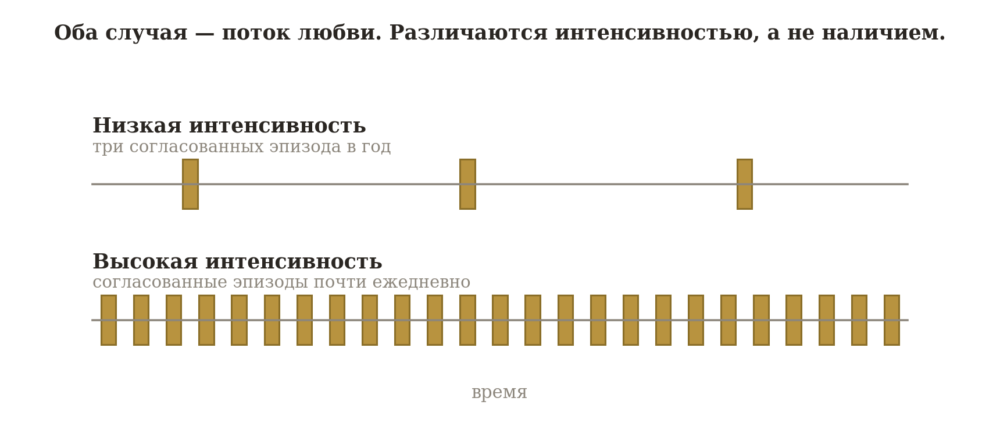 Оба случая — поток любви. Различаются интенсивностью, а не наличием.
Низкая интенсивность
три согласованных эпизода в год
Высокая интенсивность
согласованные эпизоды почти ежедневно
время